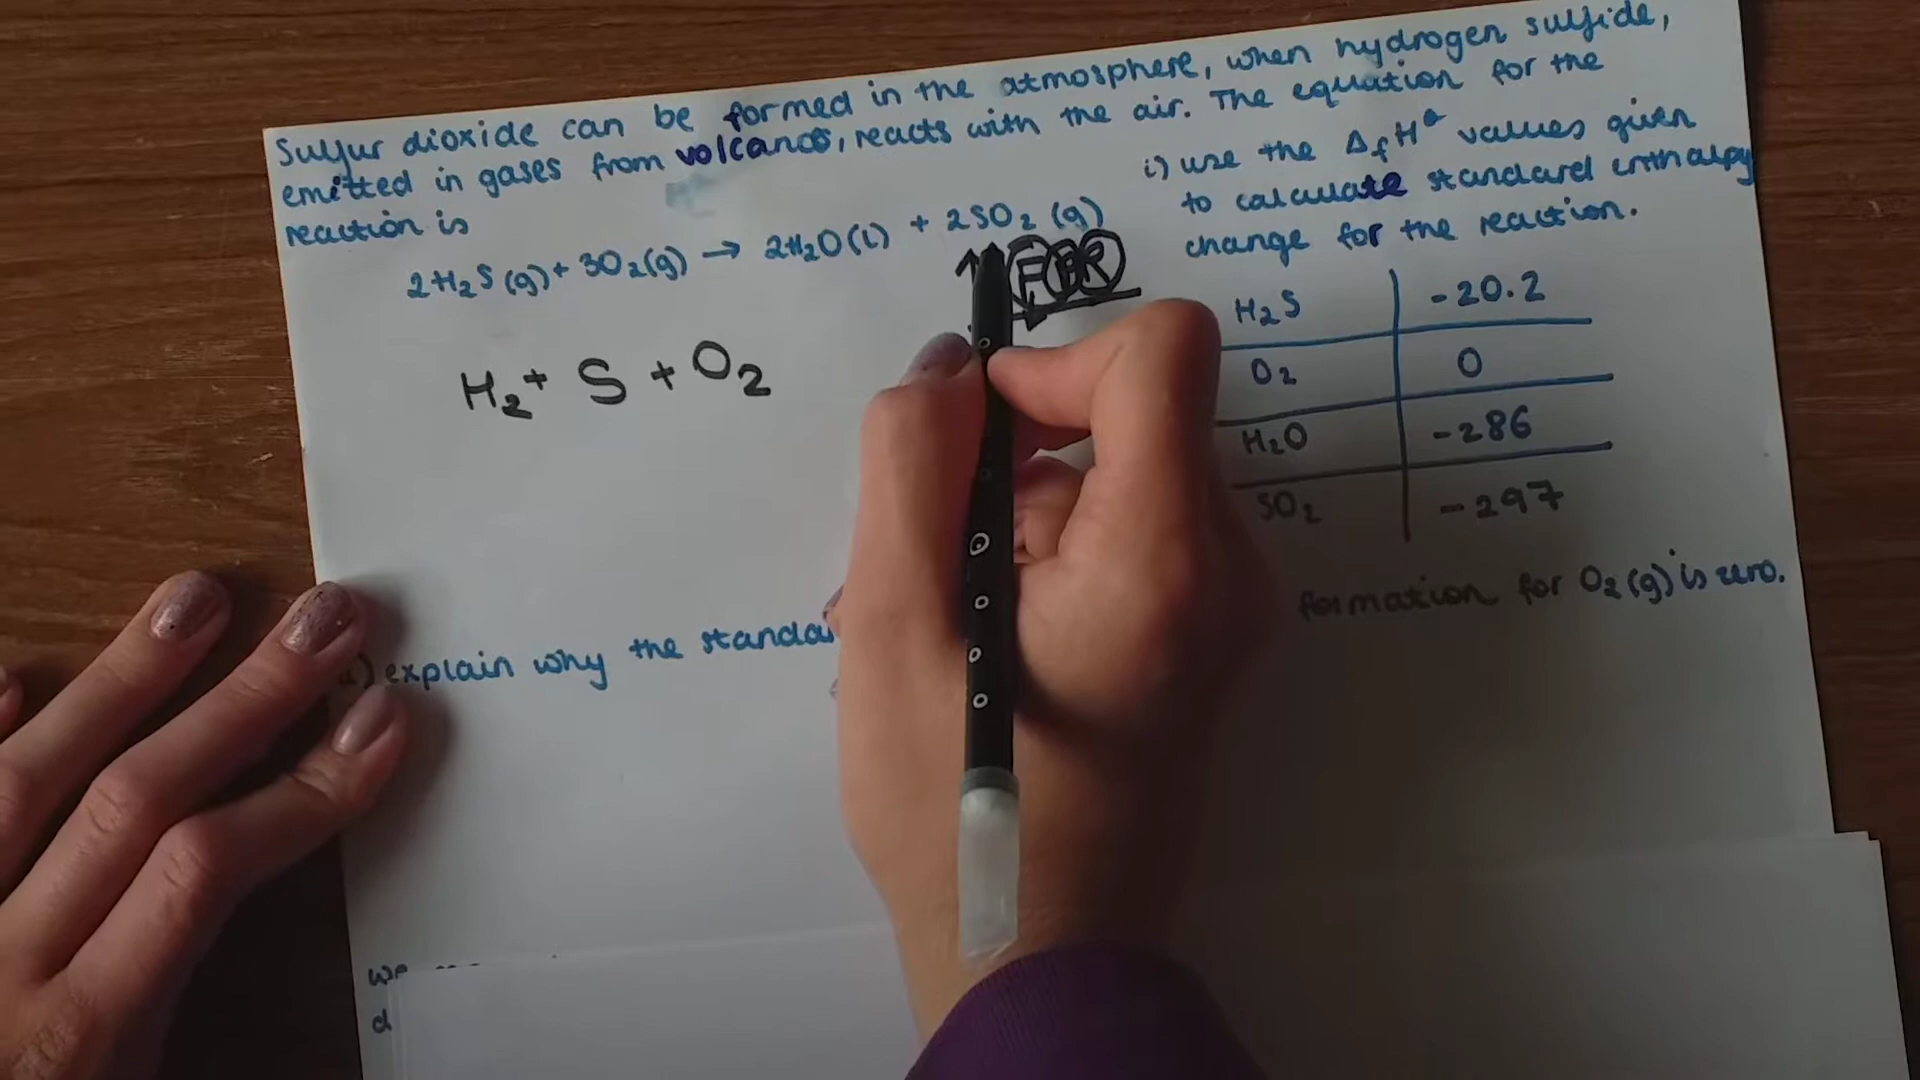 Sulfur dioxide can be formed in the atmosphere, when hydrogen sulfide,
emitted in gases from volcanos, reacts with the air. The equation for the
reaction is
2H₂S (g) + 3O₂(g) → 2H₂O(l) + 2SO₂ (g)
i) use the ΔfH° values given
to calculate standard enthalpy
change for the reaction.
H₂S -20.2
O₂ 0
H₂O -286
SO₂ -297
H₂ + S + O₂
explain why the standa
formation for O₂ (g) is zero.
we
d